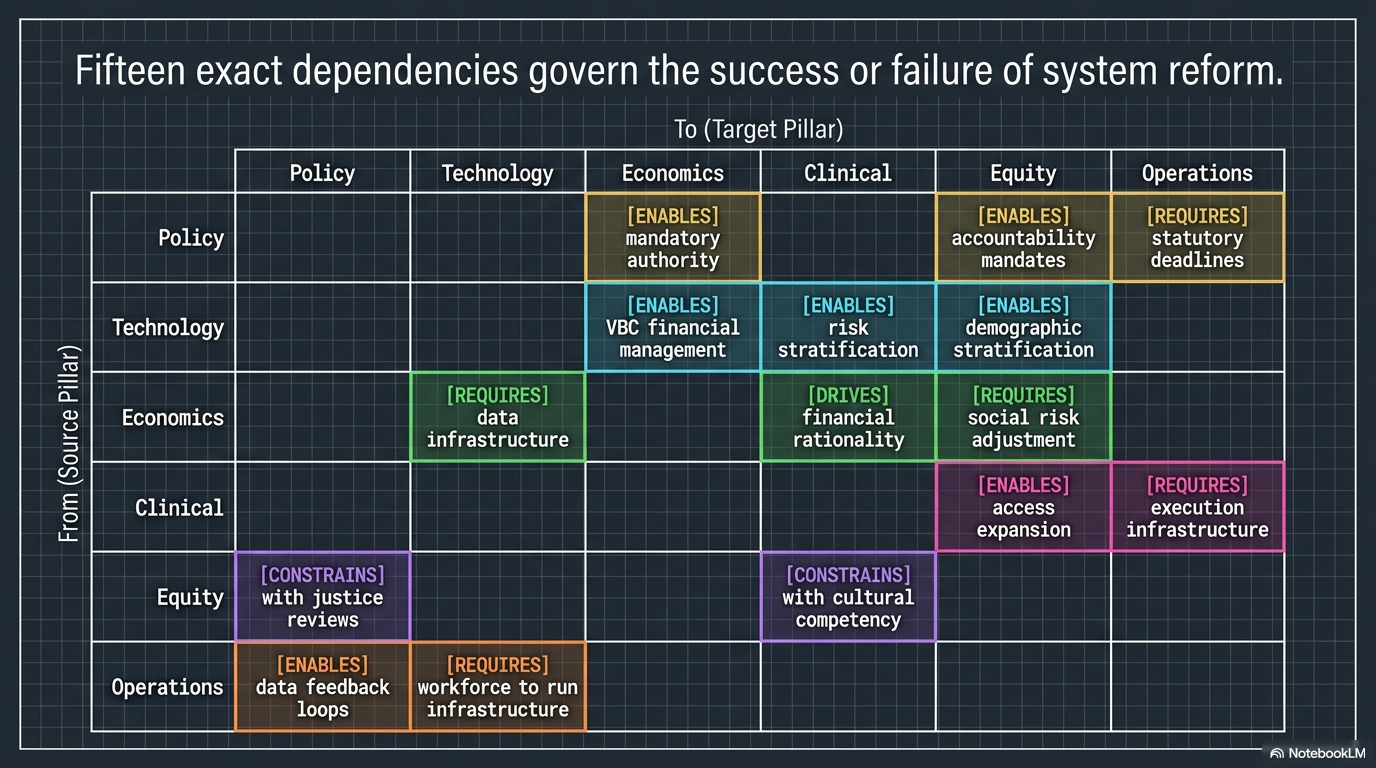 Fifteen exact dependencies govern the success or failure of system reform.
To (Target Pillar)
Policy
Technology
Economics
Clinical
Equity
Operations
From (Source Pillar)
Policy
[ENABLES]
mandatory
authority
[ENABLES]
accountability
mandates
[REQUIRES]
statutory
deadlines
Technology
[ENABLES]
VBC financial
management
[ENABLES]
risk
stratification
[ENABLES]
demographic
stratification
Economics
[REQUIRES]
data
infrastructure
[DRIVES]
financial
rationality
[REQUIRES]
social risk
adjustment
Clinical
[ENABLES]
access
expansion
[REQUIRES]
execution
infrastructure
Equity
[CONSTRAINS]
with justice
reviews
[CONSTRAINS]
with cultural
competency
Operations
[ENABLES]
data feedback
loops
[REQUIRES]
workforce to run
infrastructure
NotebookLM